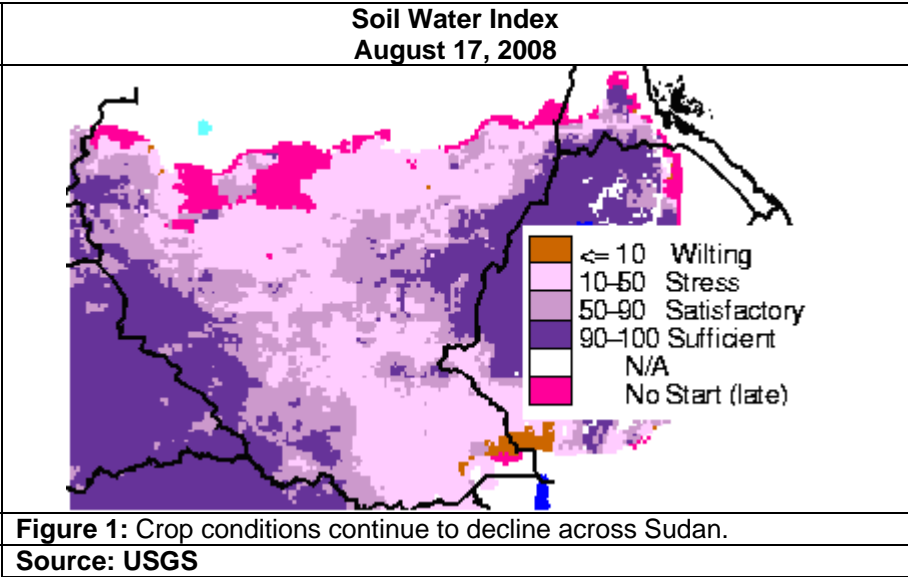 Soil Water Index
August 17, 2008
<= 10 Wilting
10-50 Stress
50-90 Satisfactory
90-100 Sufficient
N/A
No Start (late)
Figure 1: Crop conditions continue to decline across Sudan.
Source: USGS